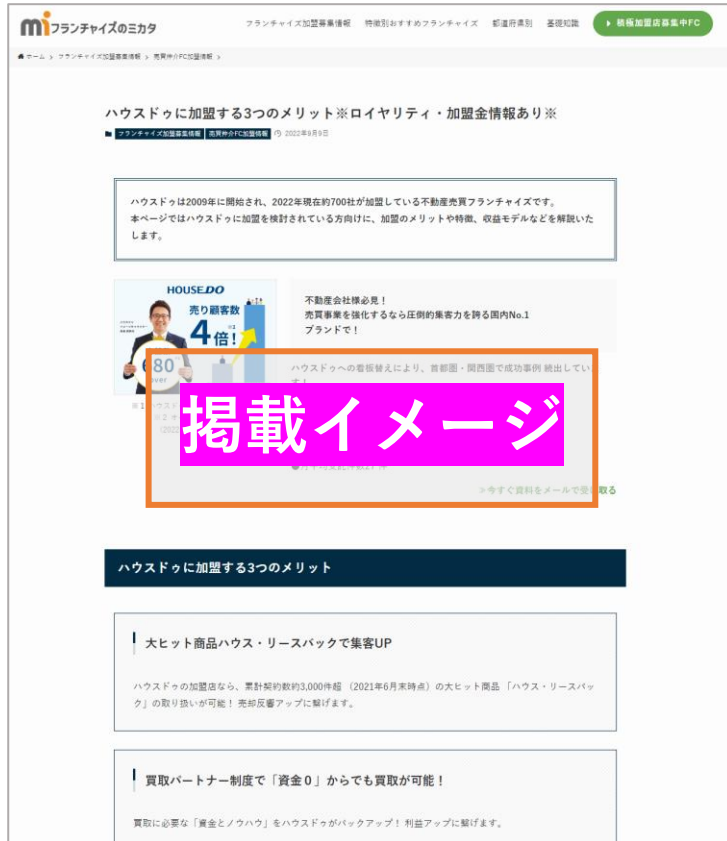 mi フランチャイズのミカタ
フランチャイズ加盟募集情報 特徴別おすすめフランチャイズ 都道府県別 基礎知識 ▶ 積極加盟店募集中FC
ホーム > フランチャイズ加盟募集情報 > 売買仲介FC加盟情報 >
ハウスドゥに加盟する3つのメリット※ロイヤリティ・加盟金情報あり※
フランチャイズ加盟募集情報 売買仲介FC加盟情報 2022年9月9日
ハウスドゥは2009年に開始され、2022年現在約700社が加盟している不動産売買フランチャイズです。
本ページではハウスドゥに加盟を検討されている方向けに、加盟のメリットや特徴、収益モデルなどを解説いた
します。
HOUSEDO
売り顧客数
4倍!
680
over
不動産会社様必見！
売買事業を強化するなら圧倒的集客力を誇る国内No.1
ブランドで！
ハウスドゥへの看板替えにより、首都圏・関西圏で成功事例 続出してい
す！
掲載イメージ
»今すぐ資料をメールで受け取る
ハウスドゥに加盟する3つのメリット
大ヒット商品ハウス・リースバックで集客UP
ハウスドゥの加盟店なら、累計契約数約3,000件超 （2021年6月末時点）の大ヒット商品 「ハウス・リースバッ
ク」の取り扱いが可能！ 売却反響アップに繋げます。
買取パートナー制度で「資金０」からでも買取が可能！
買取に必要な「資金とノウハウ」をハウスドゥがバックアップ！ 利益アップに繋げます。